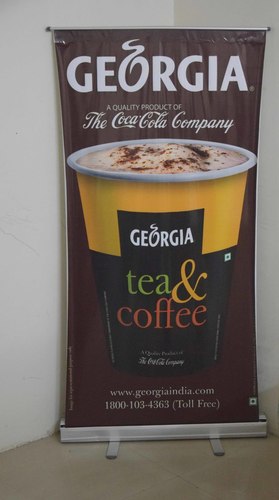 GEORGIA®
A QUALITY PRODUCT OF
The Coca-Cola Company
GEORGIA
tea&
coffee
A Quality Product of
The Coca-Cola Company
www.georgiaindia.com
1800-103-4363 (Toll Free)